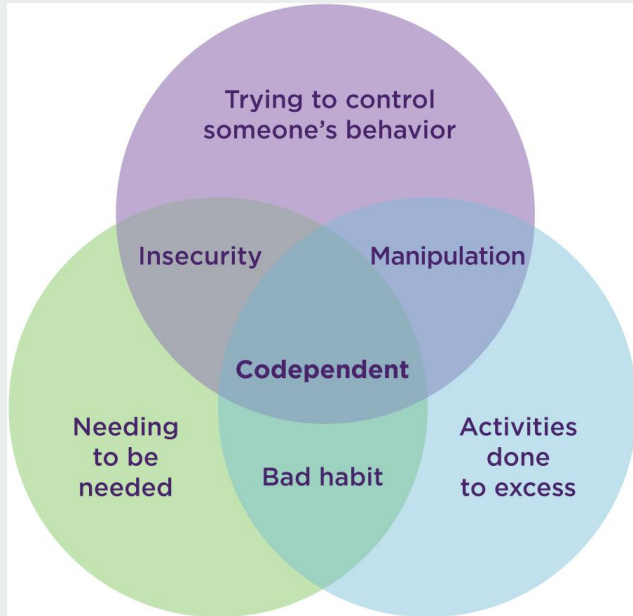 Trying to control
someone's behavior
Insecurity
Manipulation
Codependent
Needing
to be
needed
Bad habit
Activities
done
to excess